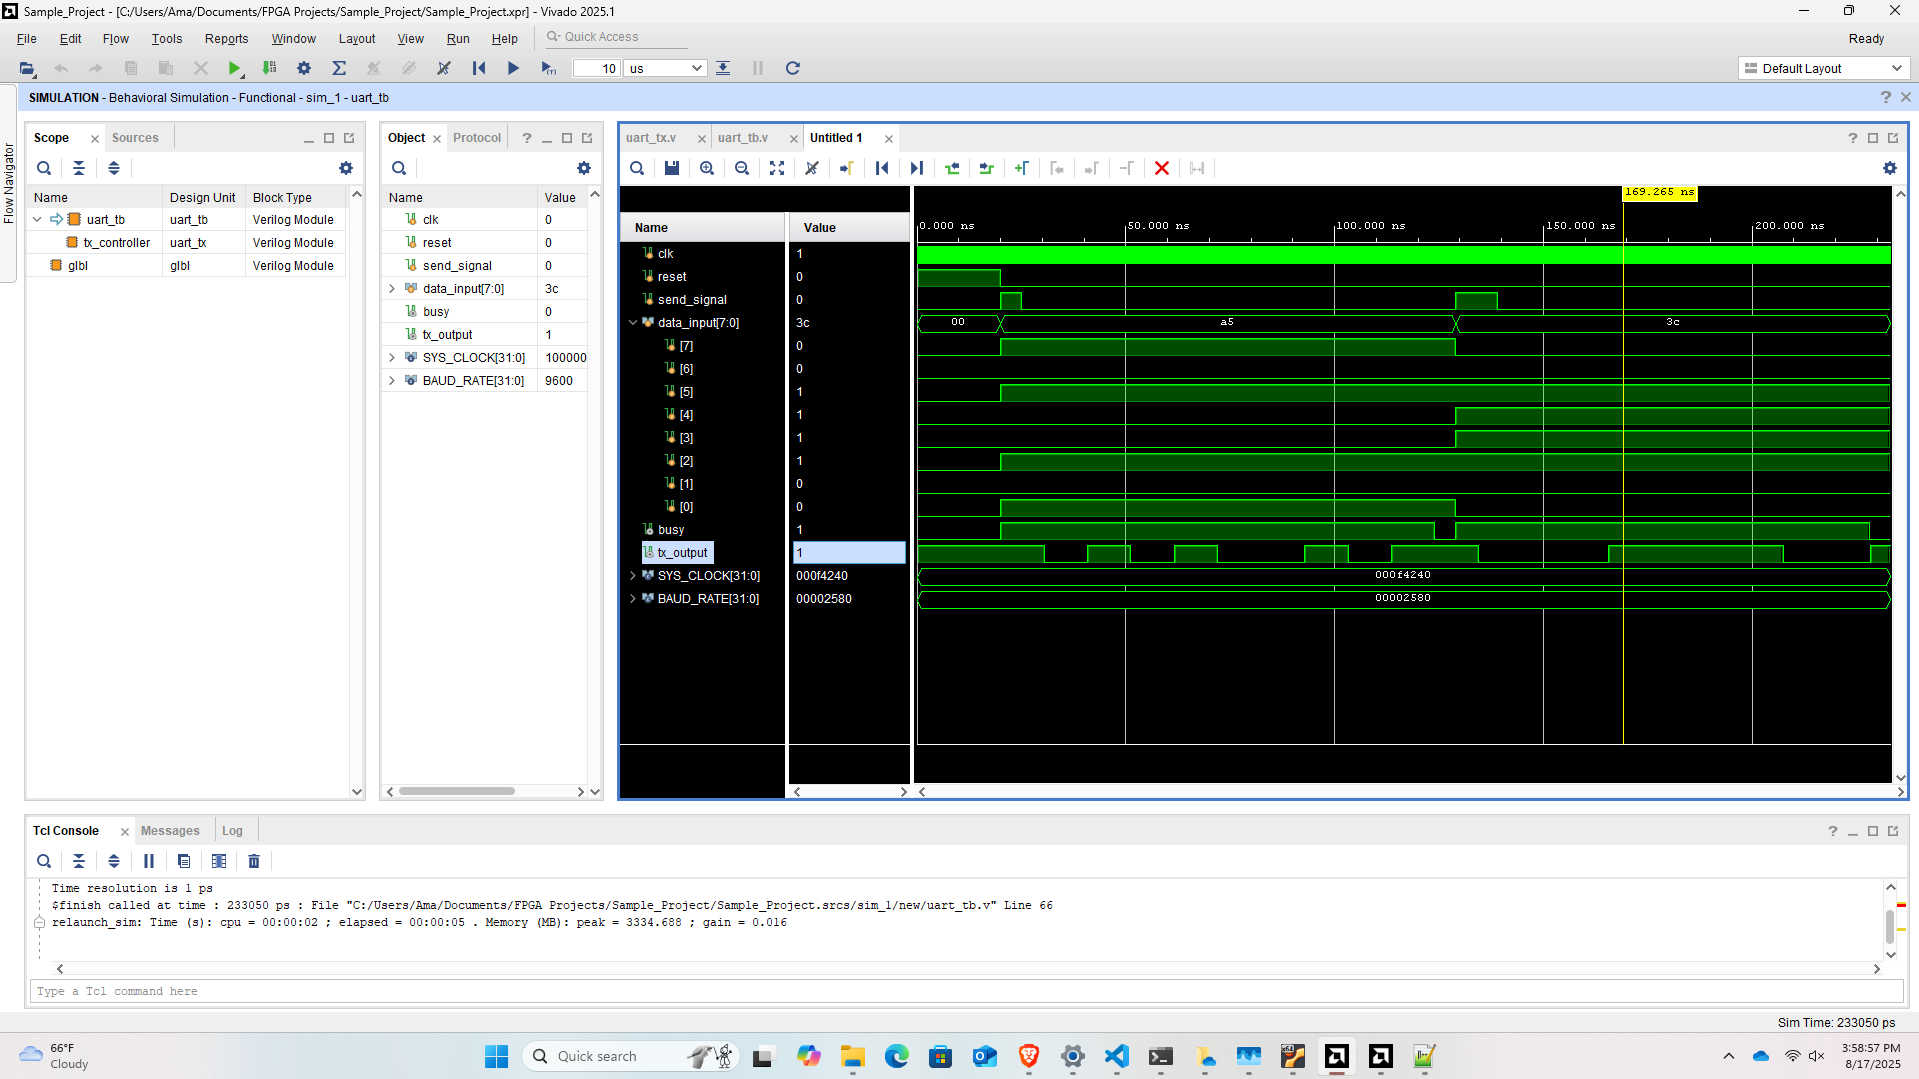 Sample_Project - [C:/Users/Ama/Documents/FPGA Projects/Sample_Project/Sample_Project.xpr] - Vivado 2025.1
File Edit Flow Tools Reports Window Layout View Run Help Quick Access Ready
10 us Default Layout
SIMULATION - Behavioral Simulation - Functional - sim_1 - uart_tb
Flow Navigator
Scope Sources
Name Design Unit Block Type
uart_tb uart_tb Verilog Module
tx_controller uart_tx Verilog Module
glbl glbl Verilog Module
Object Protocol
Name Value
clk 0
reset 0
send_signal 0
data_input[7:0] 3c
busy 0
tx_output 1
SYS_CLOCK[31:0] 100000
BAUD_RATE[31:0] 9600
uart_tx.v uart_tb.v Untitled 1
169.265 ns
0.000 ns 50.000 ns 100.000 ns 150.000 ns 200.000 ns
Name Value
clk 1
reset 0
send_signal 0
data_input[7:0] 3c 00 a5 3c
[7] 0
[6] 0
[5] 1
[4] 1
[3] 1
[2] 1
[1] 0
[0] 0
busy 1
tx_output 1
SYS_CLOCK[31:0] 000f4240 000f4240
BAUD_RATE[31:0] 00002580 00002580
Tcl Console Messages Log
Time resolution is 1 ps
$finish called at time : 233050 ps : File "C:/Users/Ama/Documents/FPGA Projects/Sample_Project/Sample_Project.srcs/sim_1/new/uart_tb.v" Line 66
relaunch_sim: Time (s): cpu = 00:00:02 ; elapsed = 00:00:05 . Memory (MB): peak = 3334.688 ; gain = 0.016
Type a Tcl command here
Sim Time: 233050 ps
66°F
Cloudy
Quick search
3:58:57 PM
8/17/2025